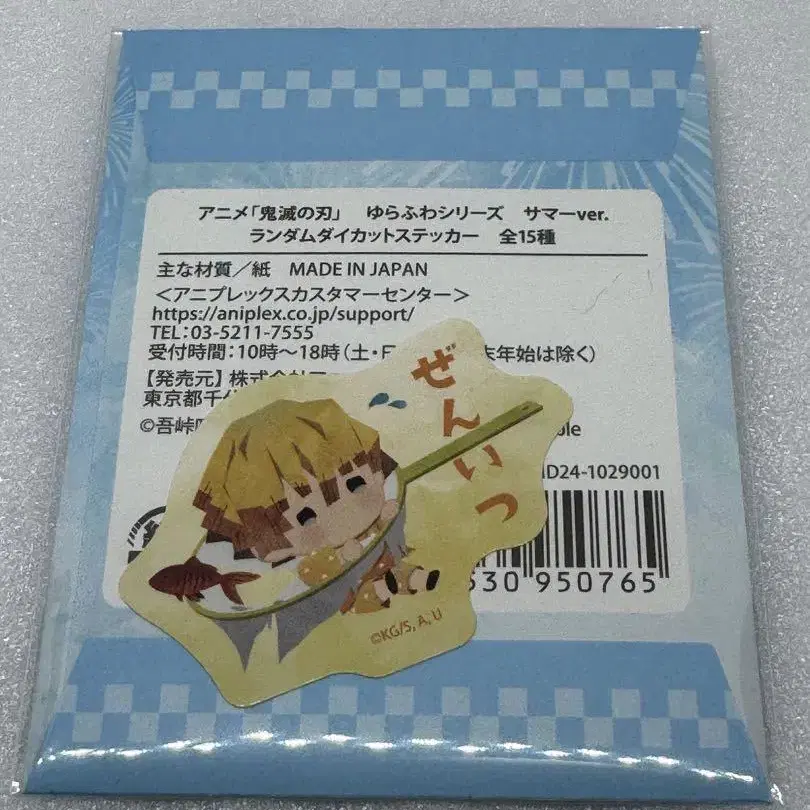 アニメ「鬼滅の刃」　ゆらふわシリーズ　サマーver.
ランダムダイカットステッカー　全15種
主な材質／紙　MADE IN JAPAN
＜アニプレックスカスタマーセンター＞
https://aniplex.co.jp/support/
TEL：03-5211-7555
受付時間：10時～18時（土・日 末年始は除く）
【発売元】株式会社
東京都千代
©吾峠
ぜんいつ
ID24-1029001
530 950765
©KG/S, A, U